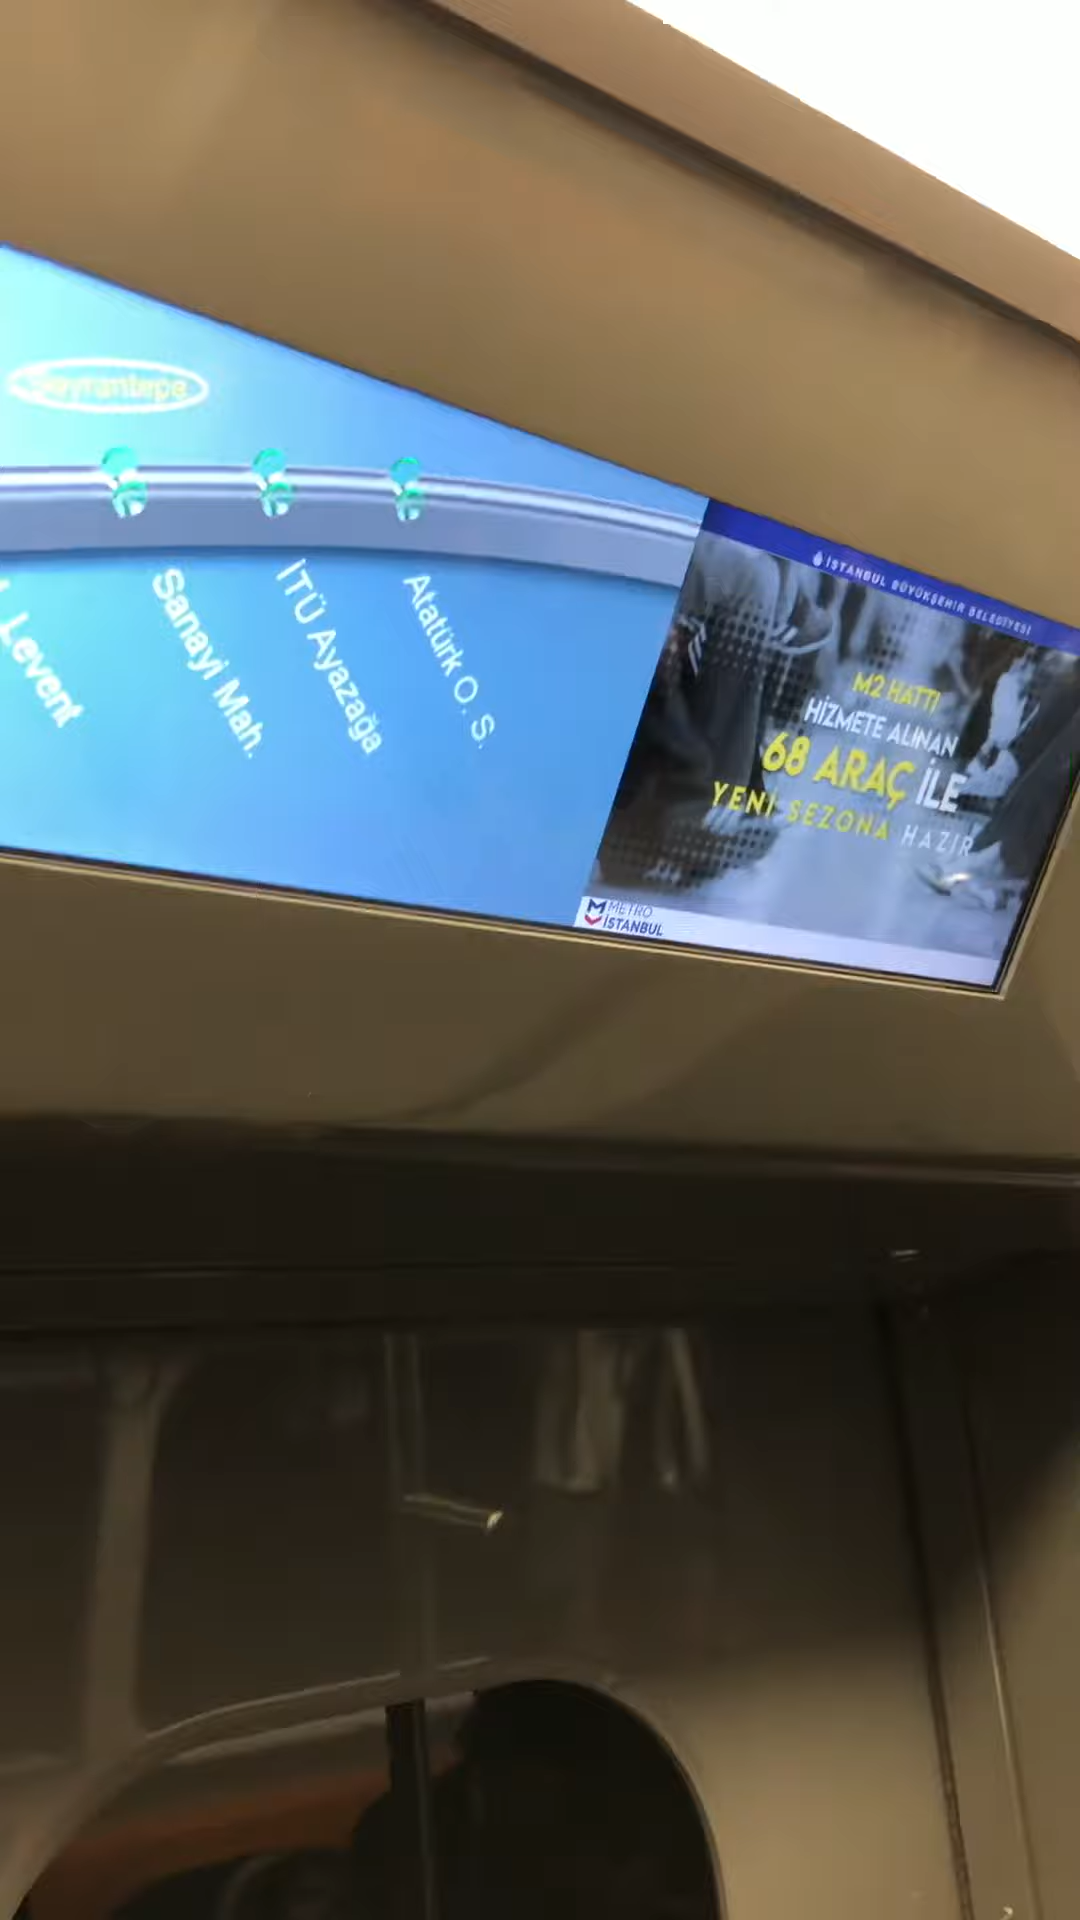 Seyrantepe
Levent
Sanayi Mah.
İTÜ Ayazağa
Atatürk O. S.
İSTANBUL BÜYÜKŞEHİR BELEDİYESİ
M2 HATTI
HİZMETE ALINAN
68 ARAÇ İLE
YENİ SEZONA HAZIR
METRO
İSTANBUL